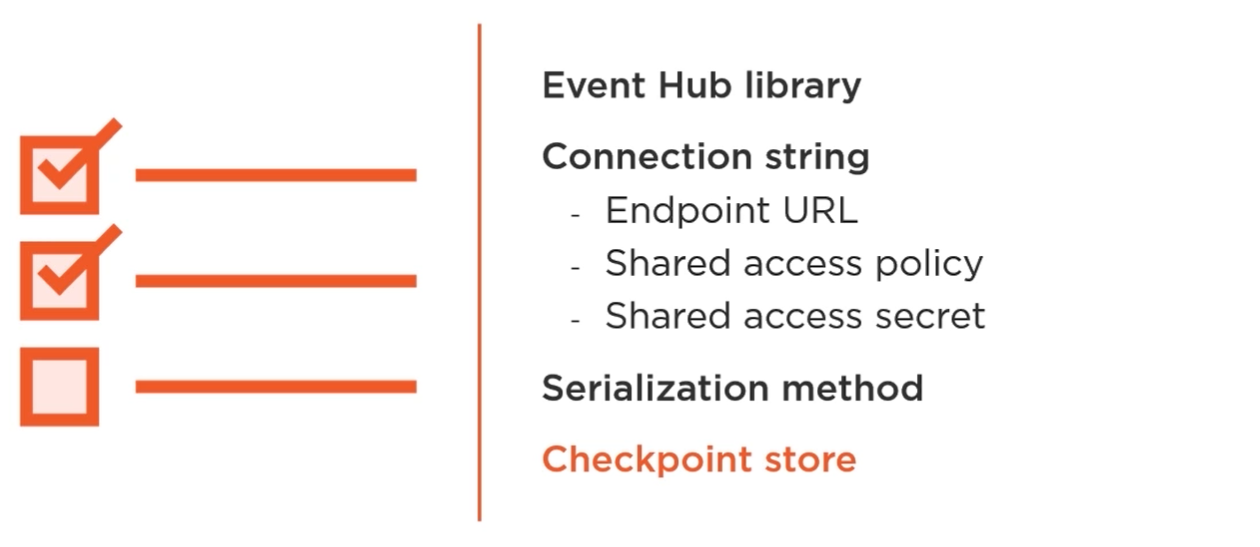 Event Hub library
Connection string
- Endpoint URL
- Shared access policy
- Shared access secret
Serialization method
Checkpoint store